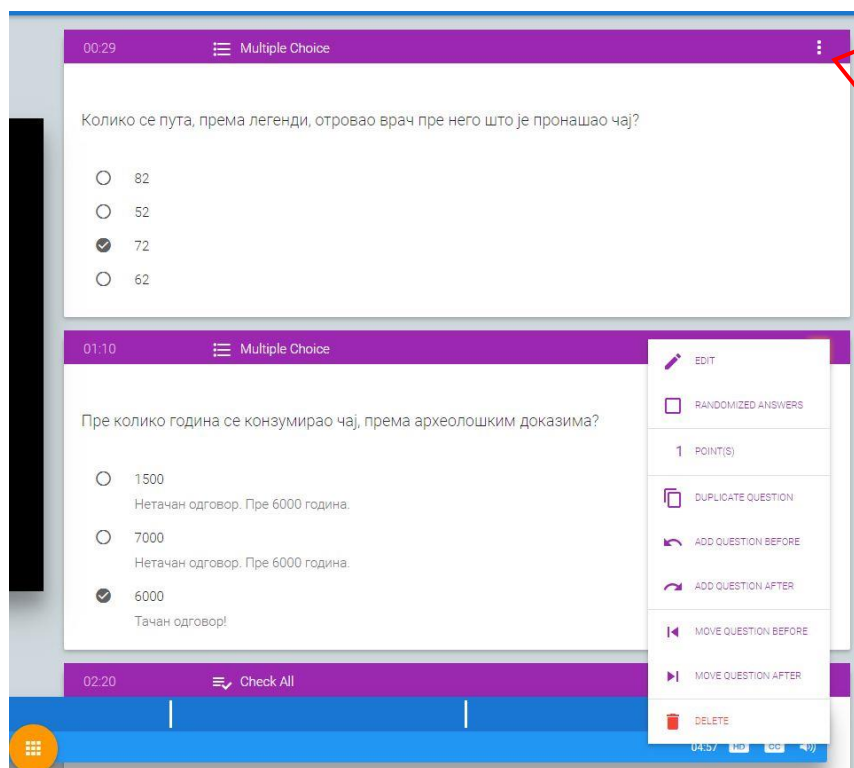 00:29 Multiple Choice
Колико се пута, према легенди, отровао врач пре него што је пронашао чај?
82
52
72
62
01:10 Multiple Choice
Пре колико година се конзумирао чај, према археолошким доказима?
1500
Нетачан одговор. Пре 6000 година.
7000
Нетачан одговор. Пре 6000 година.
6000
Тачан одговор!
EDIT
RANDOMIZED ANSWERS
1 POINT(S)
DUPLICATE QUESTION
ADD QUESTION BEFORE
ADD QUESTION AFTER
MOVE QUESTION BEFORE
MOVE QUESTION AFTER
DELETE
02:20 Check All
04:57 HD CC